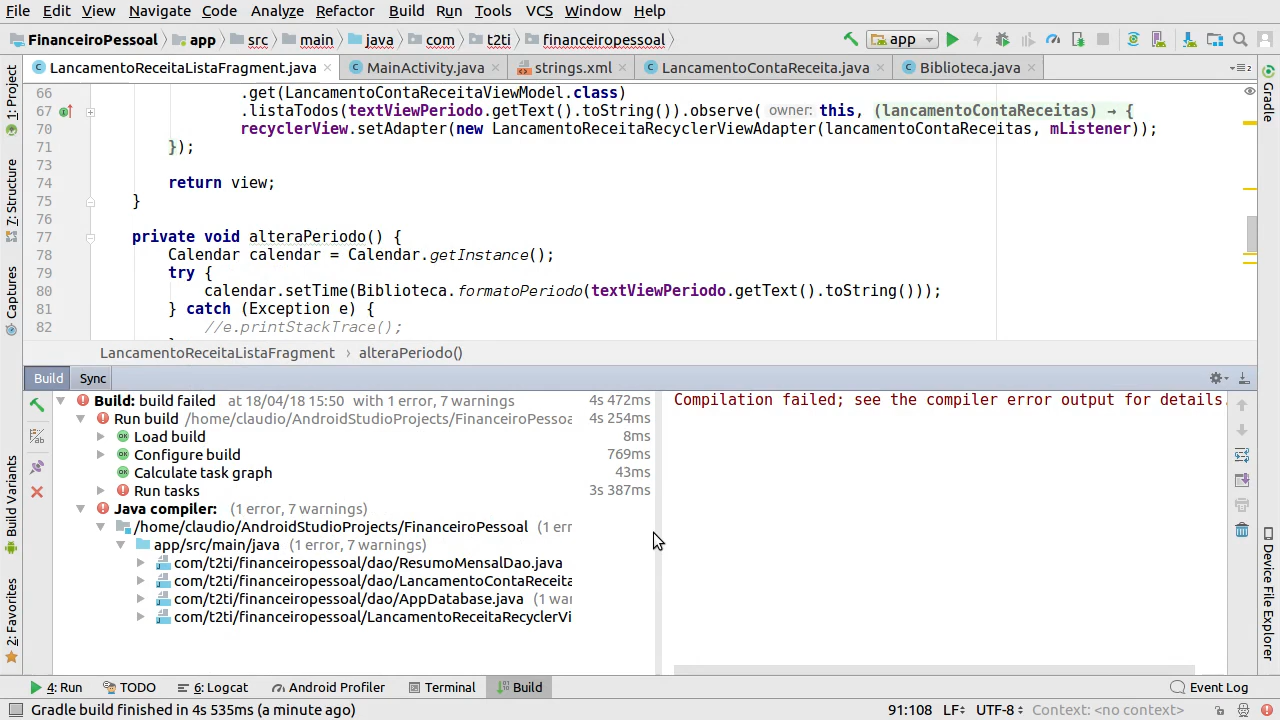 File Edit View Navigate Code Analyze Refactor Build Run Tools VCS Window Help
FinanceiroPessoal app src main java com t2ti financeiropessoal app
LancamentoReceitaListaFragment.java MainActivity.java strings.xml LancamentoContaReceita.java Biblioteca.java
1: Project
7: Structure
Captures
Build Variants
2: Favorites
66 .get(LancamentoContaReceitaViewModel.class)
67 .listaTodos(textViewPeriodo.getText().toString()).observe( owner: this, (lancamentoContaReceitas) → {
70 recyclerView.setAdapter(new LancamentoReceitaRecyclerViewAdapter(lancamentoContaReceitas, mListener));
71 });
73
74 return view;
75 }
76
77 private void alteraPeriodo() {
78 Calendar calendar = Calendar.getInstance();
79 try {
80 calendar.setTime(Biblioteca.formatoPeriodo(textViewPeriodo.getText().toString()));
81 } catch (Exception e) {
82 //e.printStackTrace();
LancamentoReceitaListaFragment › alteraPeriodo()
Build Sync
Build: build failed at 18/04/18 15:50 with 1 error, 7 warnings 4s 472ms
Run build /home/claudio/AndroidStudioProjects/FinanceiroPessoa 4s 254ms
Load build 8ms
Configure build 769ms
Calculate task graph 43ms
Run tasks 3s 387ms
Java compiler: (1 error, 7 warnings)
/home/claudio/AndroidStudioProjects/FinanceiroPessoal (1 err
app/src/main/java (1 error, 7 warnings)
com/t2ti/financeiropessoal/dao/ResumoMensalDao.java
com/t2ti/financeiropessoal/dao/LancamentoContaReceita
com/t2ti/financeiropessoal/dao/AppDatabase.java (1 war
com/t2ti/financeiropessoal/LancamentoReceitaRecyclerVi
Compilation failed; see the compiler error output for details.
Gradle
Device File Explorer
4: Run TODO 6: Logcat Android Profiler Terminal Build Event Log
Gradle build finished in 4s 535ms (a minute ago) 91:108 LF UTF-8 Context: <no context>